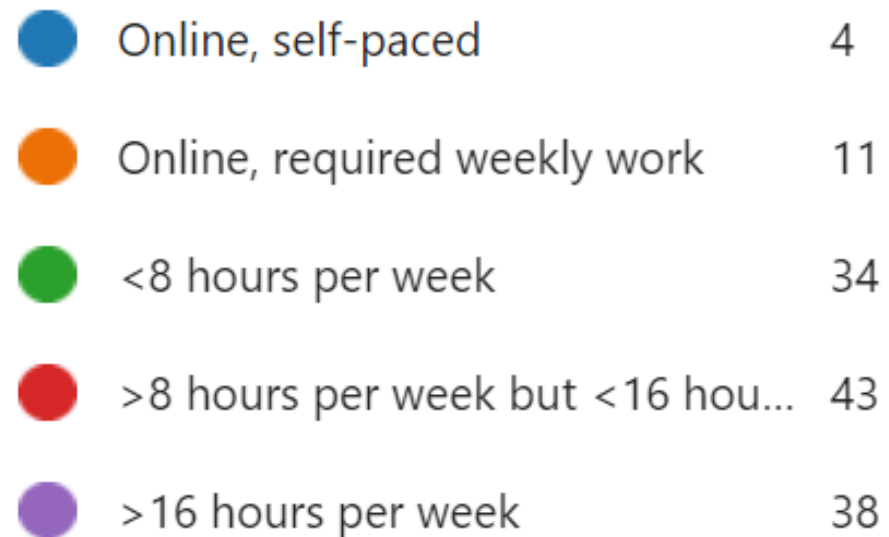 Online, self-paced 4
Online, required weekly work 11
<8 hours per week 34
>8 hours per week but <16 hou... 43
>16 hours per week 38